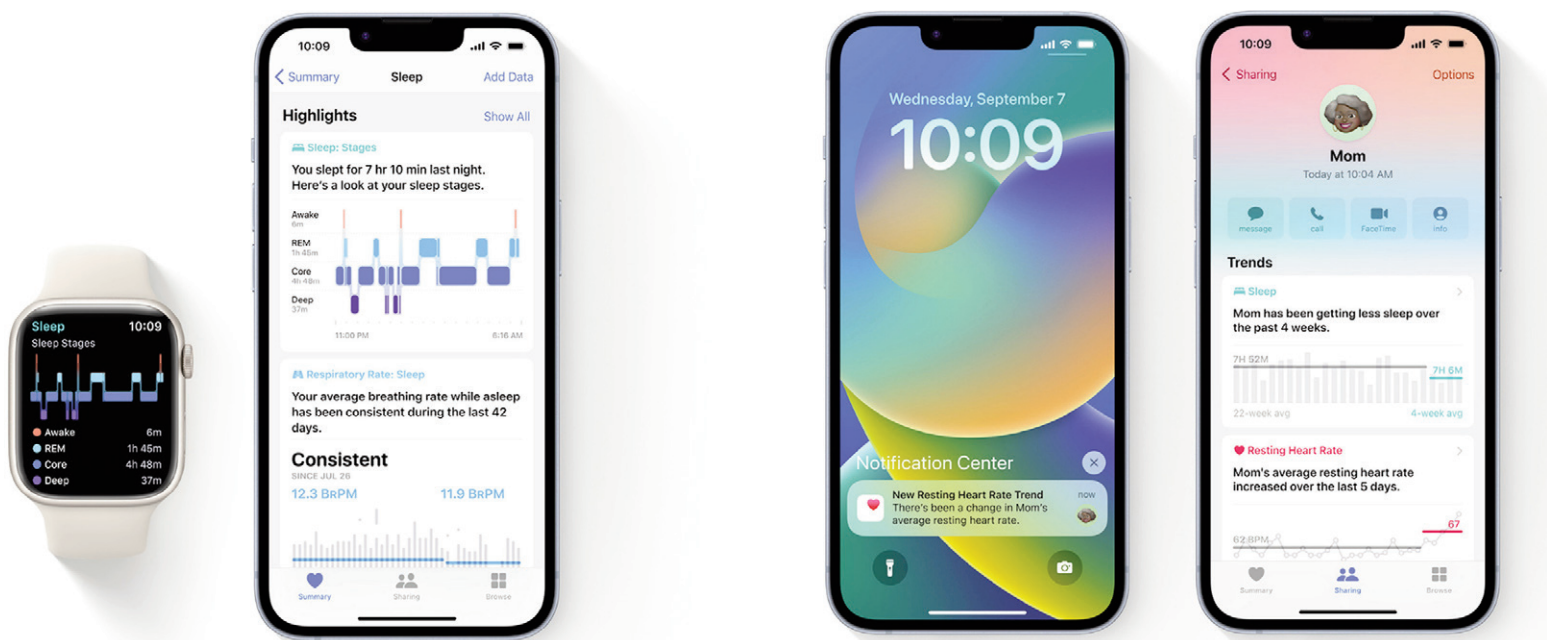 Sleep
10:09
Sleep Stages
Awake 6m
REM 1h 45m
Core 4h 48m
Deep 37m
10:09
Summary
Sleep
Add Data
Highlights
Show All
Sleep: Stages
You slept for 7 hr 10 min last night.
Here's a look at your sleep stages.
Awake
6m
REM
1h 45m
Core
4h 48m
Deep
37m
11:00 PM
6:16 AM
Respiratory Rate: Sleep
Your average breathing rate while asleep
has been consistent during the last 42
days.
Consistent
SINCE JUL 26
12.3 BRPM
11.9 BRPM
Summary
Sharing
Browse
Wednesday, September 7
10:09
Notification Center
New Resting Heart Rate Trend
now
There's been a change in Mom's
average resting heart rate.
10:09
Sharing
Options
Mom
Today at 10:04 AM
message
call
FaceTime
info
Trends
Sleep
Mom has been getting less sleep over
the past 4 weeks.
7H 52M
7H 6M
22-week avg
4-week avg
Resting Heart Rate
Mom's average resting heart rate
increased over the last 5 days.
67
62 BPM
Summary
Sharing
Browse